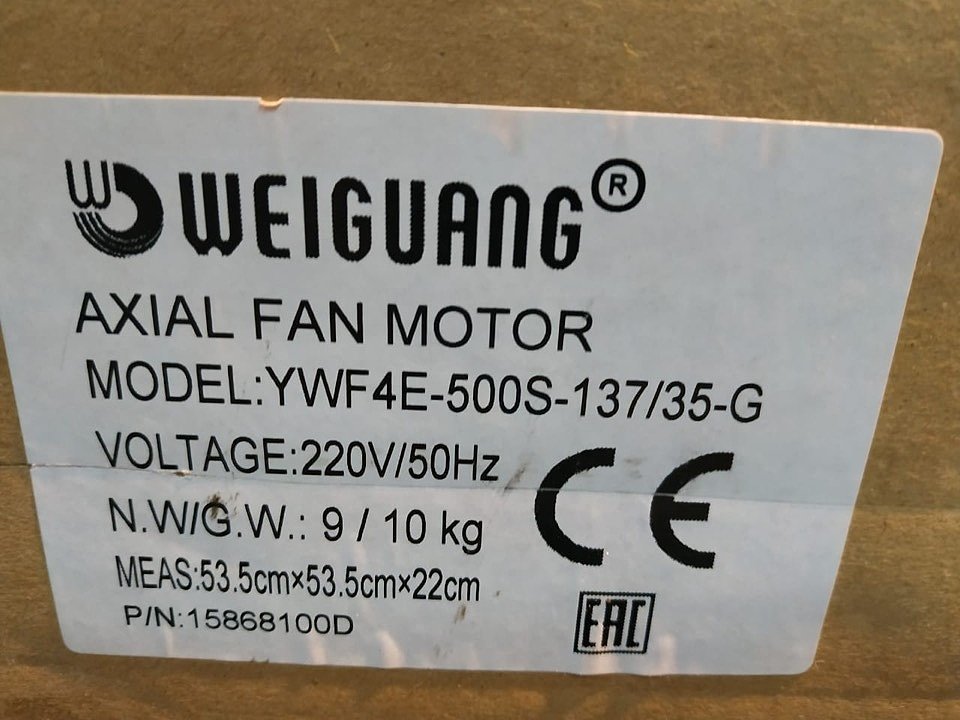 WEIGUANG®
AXIAL FAN MOTOR
MODEL:YWF4E-500S-137/35-G
VOLTAGE:220V/50Hz
CE
N.W/G.W.: 9 / 10 kg
MEAS:53.5cm×53.5cm×22cm
P/N:15868100D
EAC